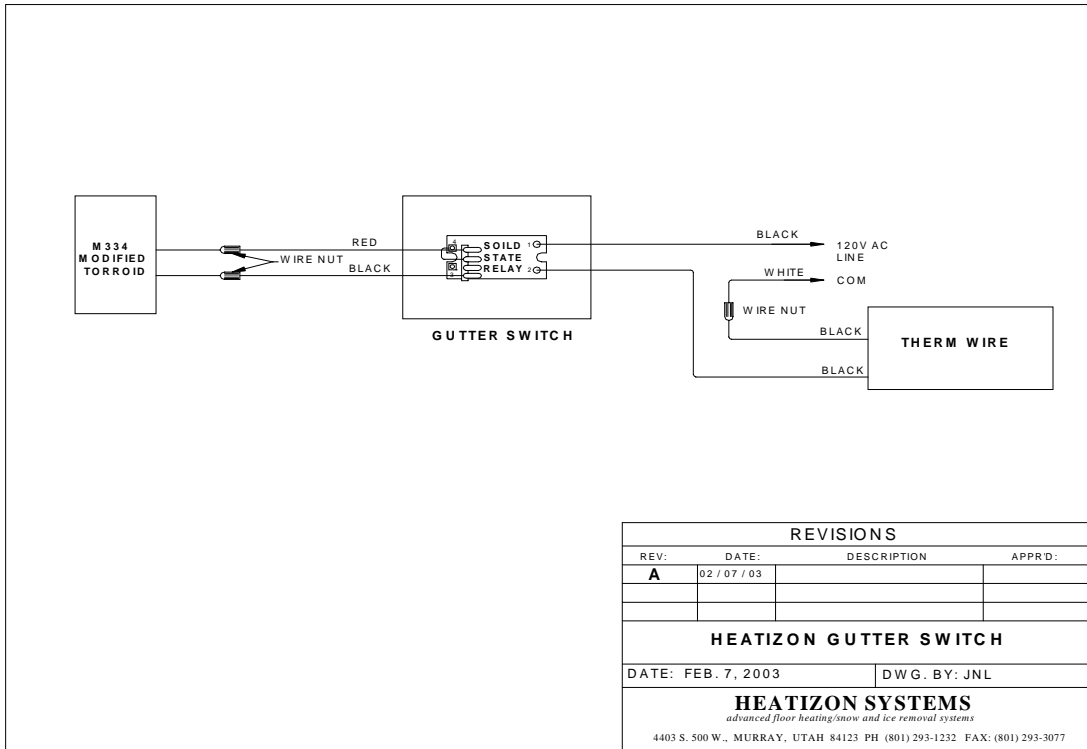 M334
MODIFIED
TORROID
WIRE NUT
RED
BLACK
4
3
SOILD
STATE
RELAY
1
2
GUTTER SWITCH
BLACK
120V AC
LINE
WHITE
COM
WIRE NUT
BLACK
BLACK
THERM WIRE
REVISIONS
REV: DATE: DESCRIPTION APPR'D:
A 02/07/03
HEATIZON GUTTER SWITCH
DATE: FEB. 7, 2003 DWG. BY: JNL
HEATIZON SYSTEMS
advanced floor heating/snow and ice removal systems
4403 S. 500 W., MURRAY, UTAH 84123 PH (801) 293-1232 FAX: (801) 293-3077